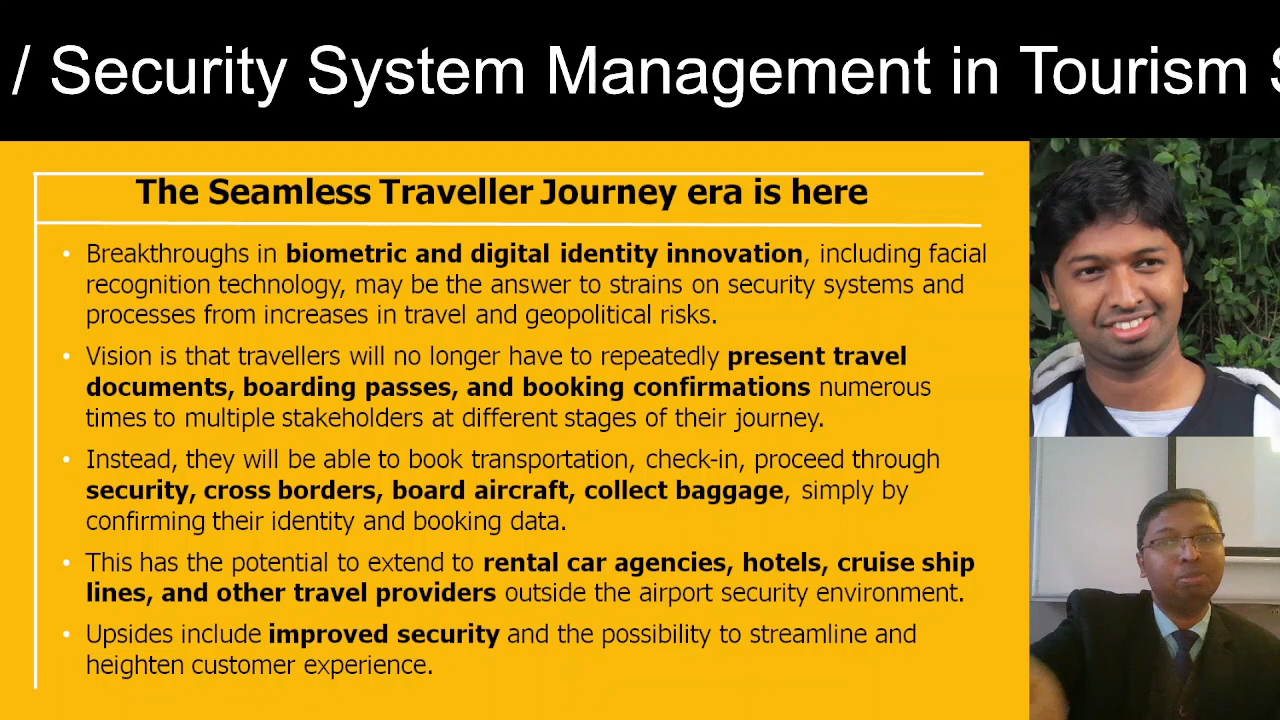 / Security System Management in Tourism
The Seamless Traveller Journey era is here
• Breakthroughs in biometric and digital identity innovation, including facial
recognition technology, may be the answer to strains on security systems and
processes from increases in travel and geopolitical risks.
• Vision is that travellers will no longer have to repeatedly present travel
documents, boarding passes, and booking confirmations numerous
times to multiple stakeholders at different stages of their journey.
• Instead, they will be able to book transportation, check-in, proceed through
security, cross borders, board aircraft, collect baggage, simply by
confirming their identity and booking data.
• This has the potential to extend to rental car agencies, hotels, cruise ship
lines, and other travel providers outside the airport security environment.
• Upsides include improved security and the possibility to streamline and
heighten customer experience.